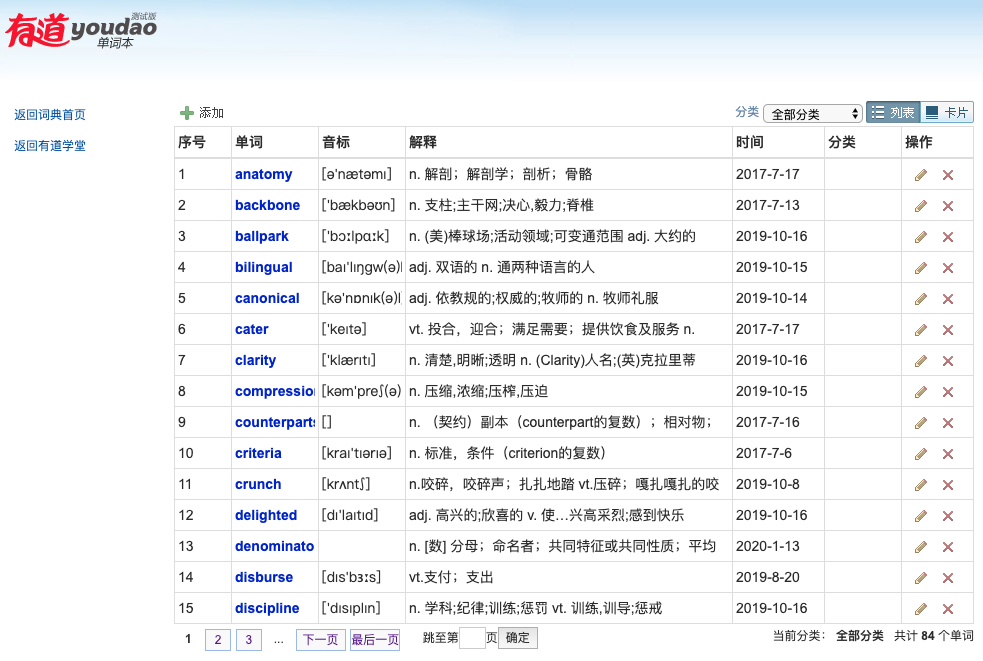 有道 youdao 测试版
单词本
返回词典首页
返回有道学堂
添加 分类 全部分类 列表 卡片
序号 单词 音标 解释 时间 分类 操作
1 anatomy [ə'nætəmɪ] n. 解剖；解剖学；剖析；骨骼 2017-7-17
2 backbone ['bækbəʊn] n. 支柱;主干网;决心,毅力;脊椎 2017-7-13
3 ballpark ['bɔːlpɑːk] n. (美)棒球场;活动领域;可变通范围 adj. 大约的 2019-10-16
4 bilingual [baɪ'lɪŋgw(ə)l adj. 双语的 n. 通两种语言的人 2019-10-15
5 canonical [kə'nɒnɪk(ə)l adj. 依教规的;权威的;牧师的 n. 牧师礼服 2019-10-14
6 cater ['keɪtə] vt. 投合，迎合；满足需要；提供饮食及服务 n. 2017-7-17
7 clarity ['klærɪtɪ] n. 清楚,明晰;透明 n. (Clarity)人名;(英)克拉里蒂 2019-10-16
8 compression [kəm'preʃ(ə) n. 压缩,浓缩;压榨,压迫 2019-10-15
9 counterparts [] n. （契约）副本（counterpart的复数）；相对物； 2017-7-16
10 criteria [kraɪ'tɪərɪə] n. 标准，条件（criterion的复数） 2017-7-6
11 crunch [krʌntʃ] n.咬碎，咬碎声；扎扎地踏 vt.压碎；嘎扎嘎扎的咬 2019-10-8
12 delighted [dɪ'laɪtɪd] adj. 高兴的;欣喜的 v. 使…兴高采烈;感到快乐 2019-10-16
13 denominato n. [数] 分母；命名者；共同特征或共同性质；平均 2020-1-13
14 disburse [dɪs'bɜːs] vt.支付；支出 2019-8-20
15 discipline ['dɪsɪplɪn] n. 学科;纪律;训练;惩罚 vt. 训练,训导;惩戒 2019-10-16
1 2 3 ... 下一页 最后一页 跳至第 页 确定 当前分类: 全部分类 共计 84 个单词